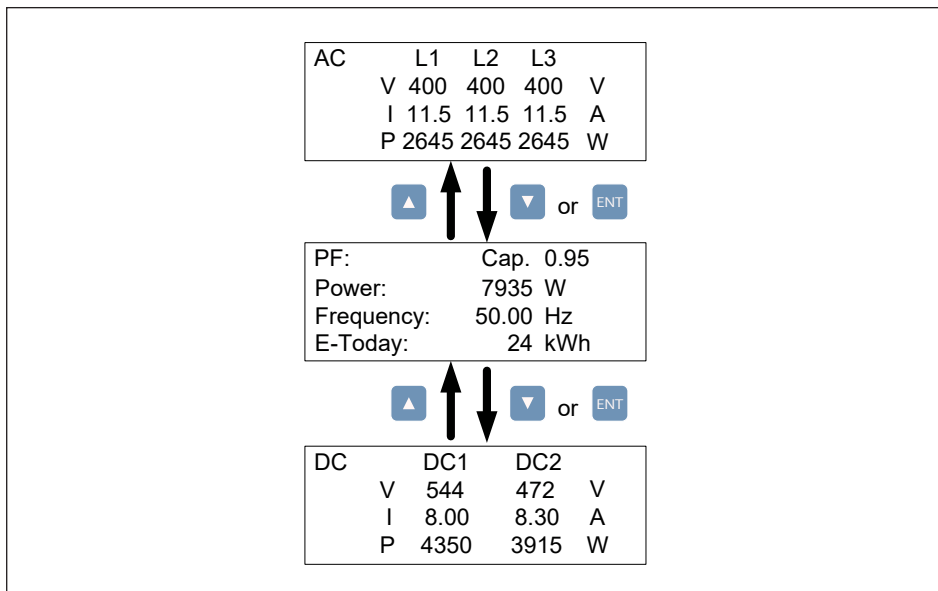 AC L1 L2 L3
V 400 400 400 V
I 11.5 11.5 11.5 A
P 2645 2645 2645 W
▲ ▼ or ENT
PF: Cap. 0.95
Power: 7935 W
Frequency: 50.00 Hz
E-Today: 24 kWh
▲ ▼ or ENT
DC DC1 DC2
V 544 472 V
I 8.00 8.30 A
P 4350 3915 W